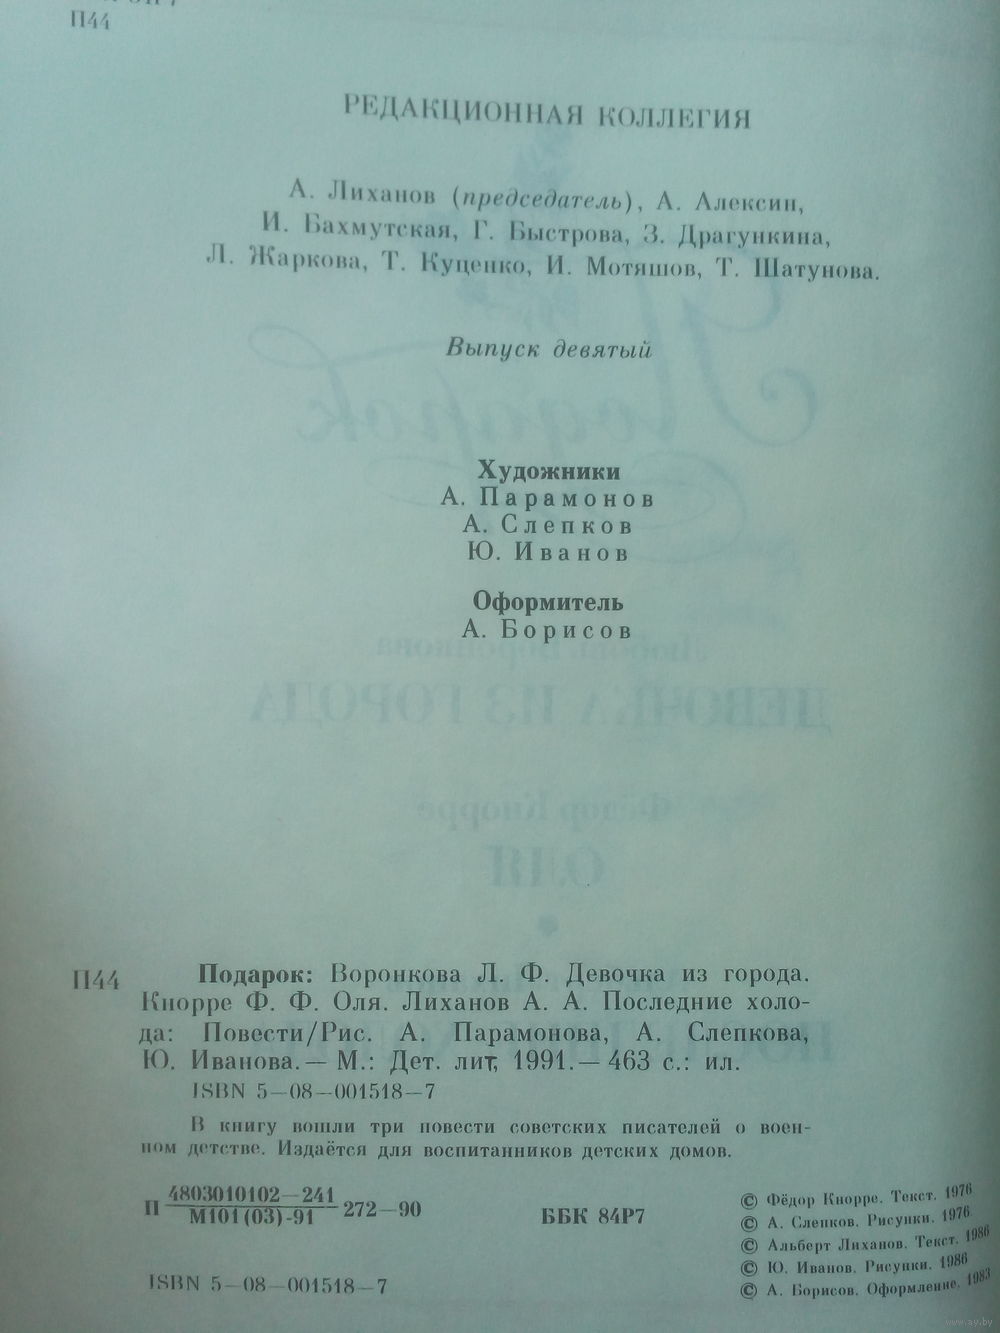 П44
РЕДАКЦИОННАЯ КОЛЛЕГИЯ
А. Лиханов (председатель), А. Алексин,
И. Бахмутская, Г. Быстрова, З. Драгункина,
Л. Жаркова, Т. Куценко, И. Мотяшов, Т. Шатунова.
Выпуск девятый
Художники
А. Парамонов
А. Слепков
Ю. Иванов
Оформитель
А. Борисов
П44 Подарок: Воронкова Л. Ф. Девочка из города.
Кнорре Ф. Ф. Оля. Лиханов А. А. Последние холо-
да: Повести/Рис. А. Парамонова, А. Слепкова,
Ю. Иванова.— М.: Дет. лит, 1991.— 463 с.: ил.
ISBN 5—08—001518—7
В книгу вошли три повести советских писателей о воен-
ном детстве. Издаётся для воспитанников детских домов.
П 4803010102—241
М101(03)-91 272—90
ББК 84Р7
© Фёдор Кнорре. Текст. 1976
© А. Слепков. Рисунки. 1976
© Альберт Лиханов. Текст. 1986
© Ю. Иванов. Рисунки. 1986
© А. Борисов. Оформление. 1983
ISBN 5—08—001518—7
www.ay.by